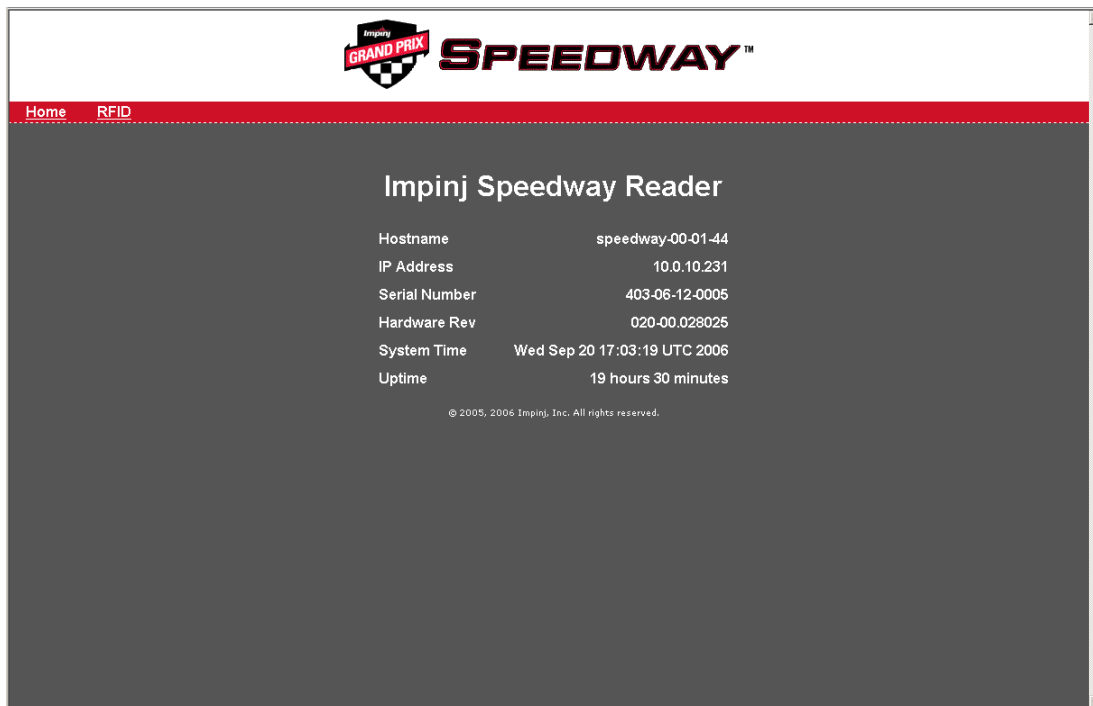 Impinj
GRAND PRIX
SPEEDWAY™
Home RFID
Impinj Speedway Reader
Hostname speedway-00-01-44
IP Address 10.0.10.231
Serial Number 403-06-12-0005
Hardware Rev 020-00.028025
System Time Wed Sep 20 17:03:19 UTC 2006
Uptime 19 hours 30 minutes
© 2005, 2006 Impinj, Inc. All rights reserved.